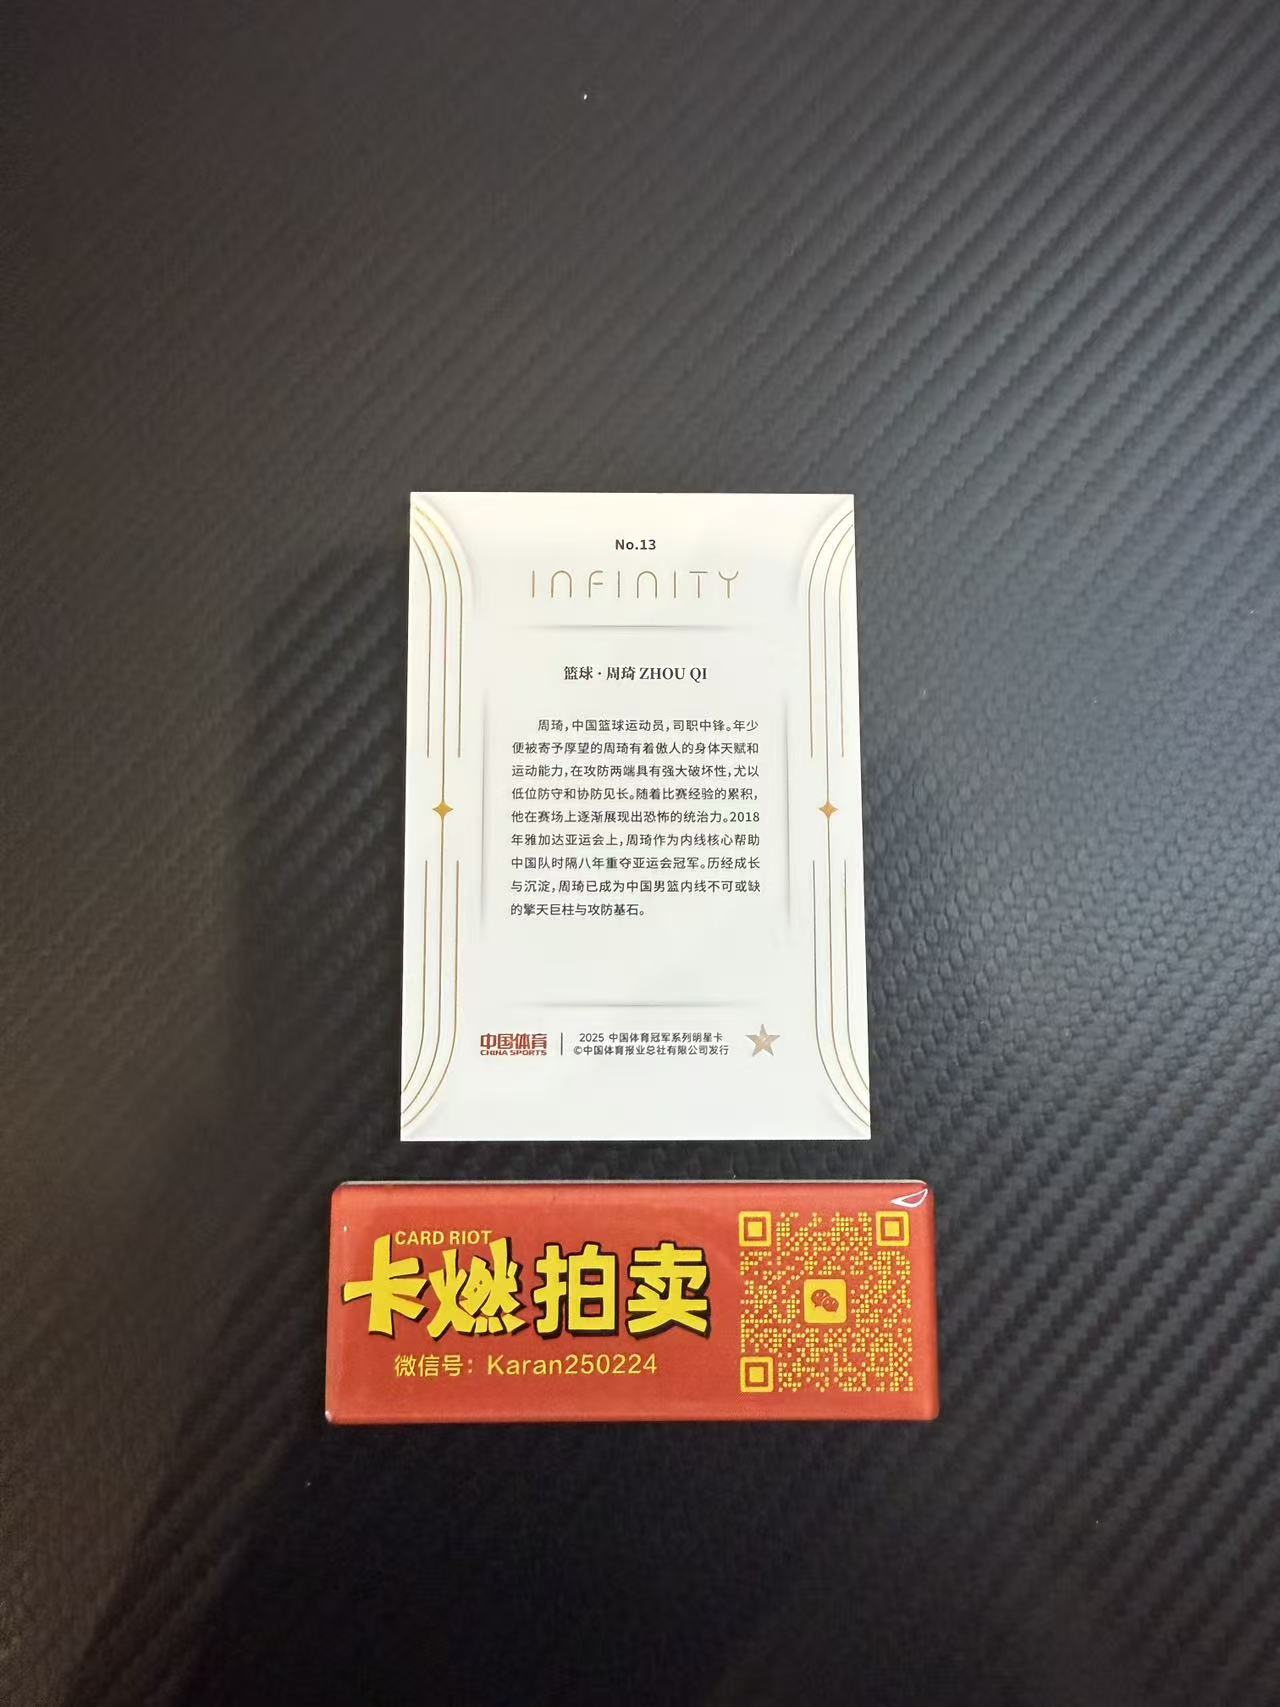 No.13
INFINITY
篮球·周琦 ZHOU QI
周琦，中国篮球运动员，司职中锋。年少
便被寄予厚望的周琦有着傲人的身体天赋和
运动能力，在攻防两端具有强大破坏性，尤以
低位防守和协防见长。随着比赛经验的累积，
他在赛场上逐渐展现出恐怖的统治力。2018
年雅加达亚运会上，周琦作为内线核心帮助
中国队时隔八年重夺亚运会冠军。历经成长
与沉淀，周琦已成为中国男篮内线不可或缺
的擎天巨柱与攻防基石。
中国体育
CHINA SPORTS
2025 中国体育冠军系列明星卡
©中国体育报业总社有限公司发行
CARD RIOT
卡燃拍卖
微信号：Karan250224